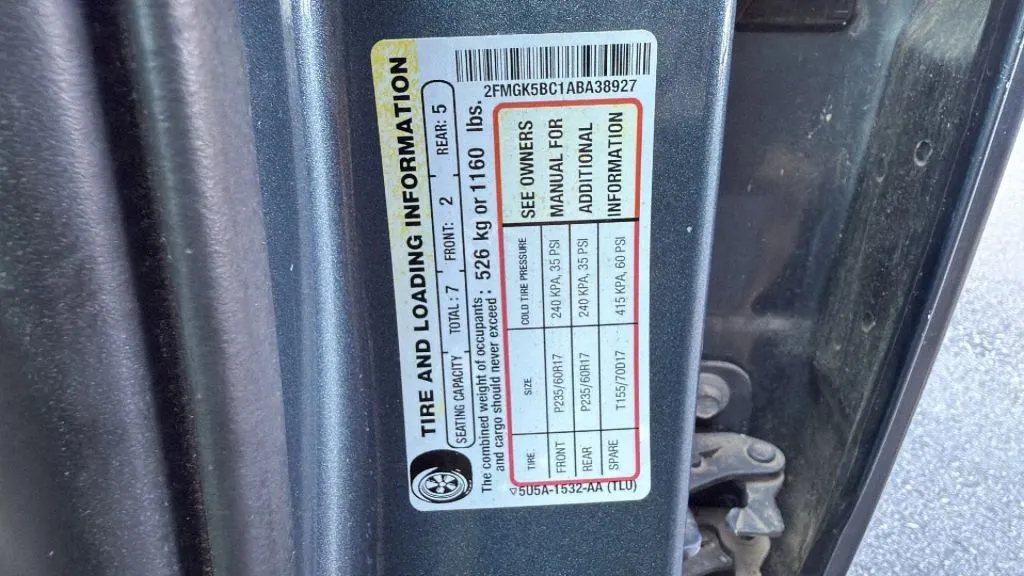 TIRE AND LOADING INFORMATION
SEATING CAPACITY TOTAL: 7 FRONT: 2 REAR: 5
The combined weight of occupants and cargo should never exceed: 526 kg or 1160 lbs.
TIRE SIZE COLD TIRE PRESSURE
FRONT P235/60R17 240 KPA, 35 PSI
REAR P235/60R17 240 KPA, 35 PSI
SPARE T155/70D17 415 KPA, 60 PSI
SEE OWNERS
MANUAL FOR
ADDITIONAL
INFORMATION
5U5A-1532-AA (TLU)
2FMGK5BC1ABA38927